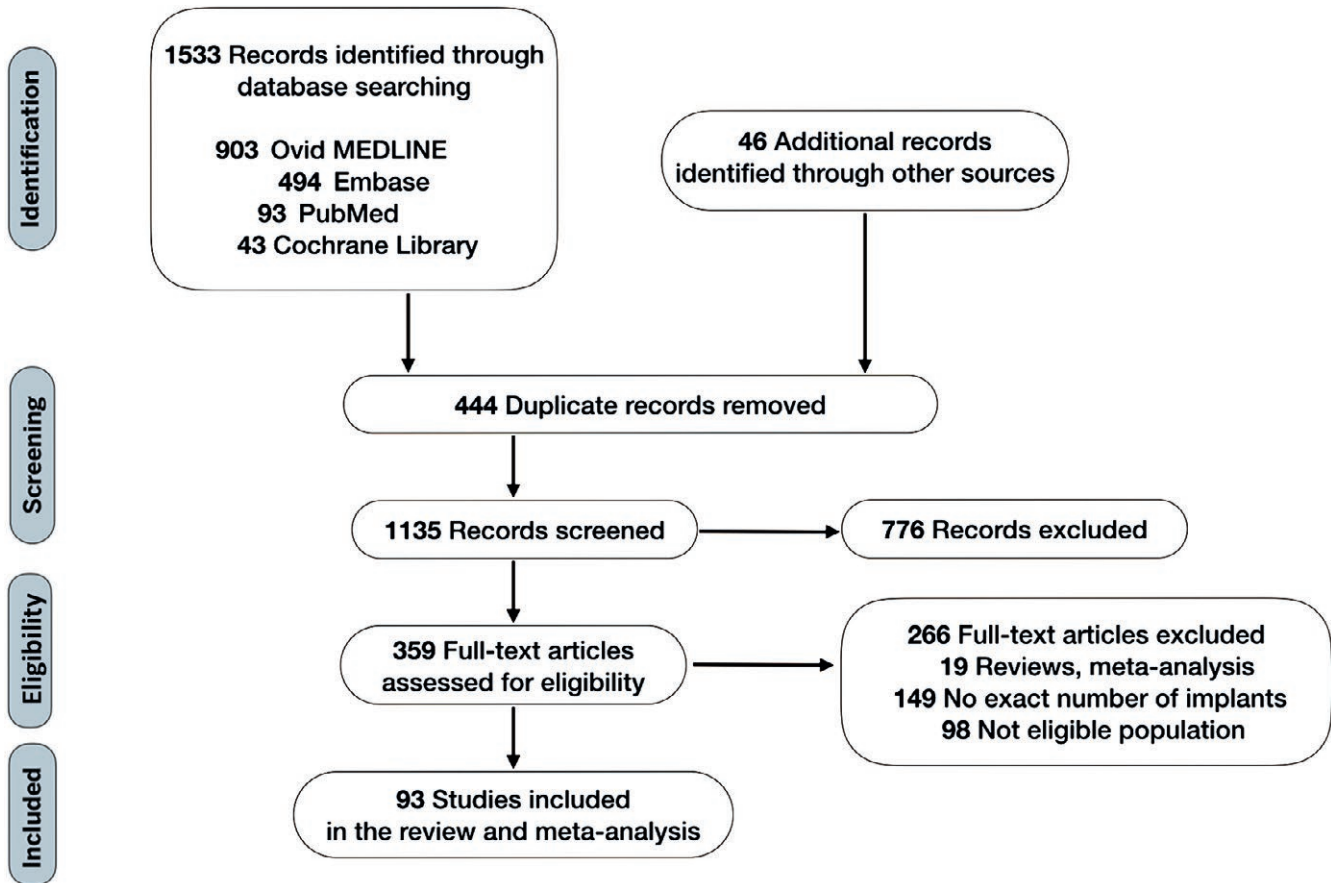 Identification
1533 Records identified through
database searching
903 Ovid MEDLINE
494 Embase
93 PubMed
43 Cochrane Library
46 Additional records
identified through other sources
Screening
444 Duplicate records removed
1135 Records screened
776 Records excluded
Eligibility
359 Full-text articles
assessed for eligibility
266 Full-text articles excluded
19 Reviews, meta-analysis
149 No exact number of implants
98 Not eligible population
Included
93 Studies included
in the review and meta-analysis